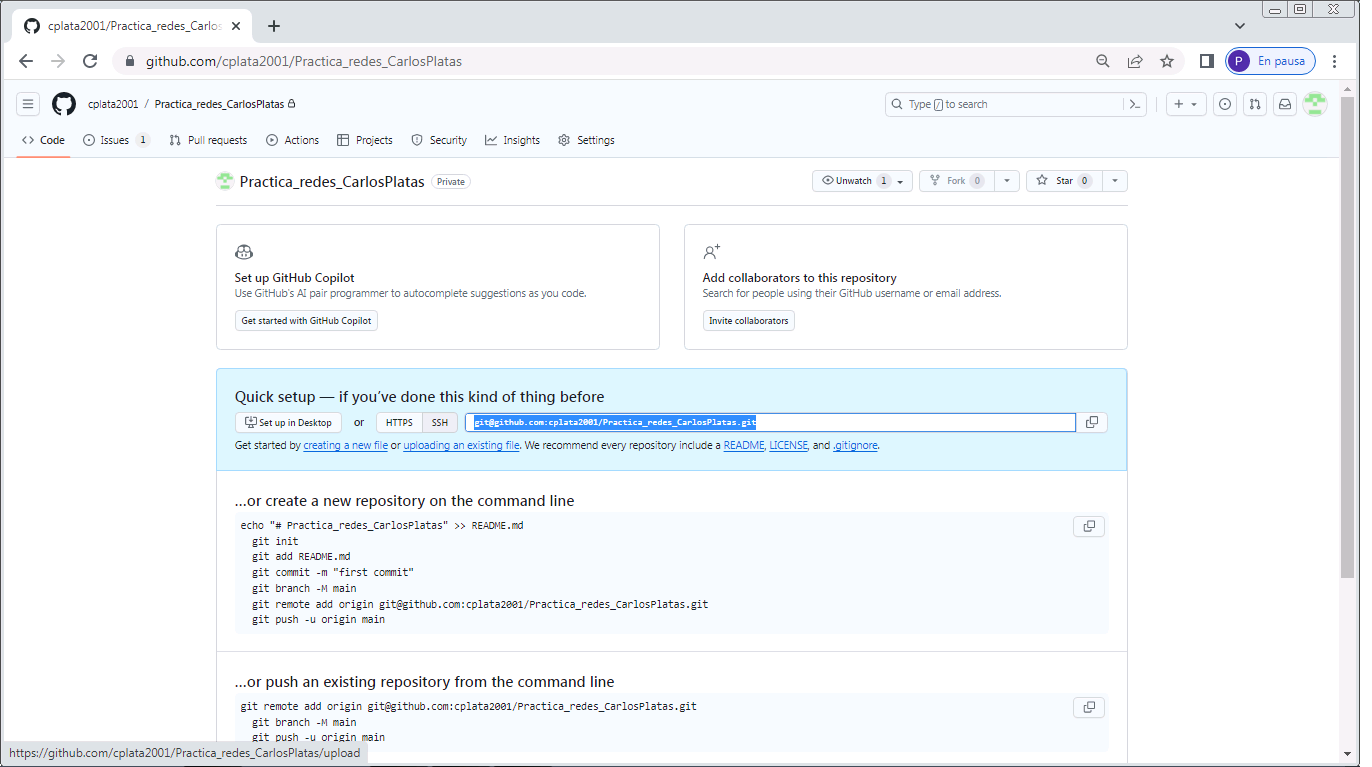 cplata2001/Practica_redes_Carlos
github.com/cplata2001/Practica_redes_CarlosPlatas
P En pausa
cplata2001 / Practica_redes_CarlosPlatas
Type / to search
Code Issues 1 Pull requests Actions Projects Security Insights Settings
Practica_redes_CarlosPlatas Private
Unwatch 1 Fork 0 Star 0
Set up GitHub Copilot
Use GitHub's AI pair programmer to autocomplete suggestions as you code.
Get started with GitHub Copilot
Add collaborators to this repository
Search for people using their GitHub username or email address.
Invite collaborators
Quick setup — if you've done this kind of thing before
Set up in Desktop or HTTPS SSH git@github.com:cplata2001/Practica_redes_CarlosPlatas.git
Get started by creating a new file or uploading an existing file. We recommend every repository include a README, LICENSE, and .gitignore.
...or create a new repository on the command line
echo "# Practica_redes_CarlosPlatas" >> README.md
git init
git add README.md
git commit -m "first commit"
git branch -M main
git remote add origin git@github.com:cplata2001/Practica_redes_CarlosPlatas.git
git push -u origin main
...or push an existing repository from the command line
git remote add origin git@github.com:cplata2001/Practica_redes_CarlosPlatas.git
git branch -M main
git push -u origin main
https://github.com/cplata2001/Practica_redes_CarlosPlatas/upload